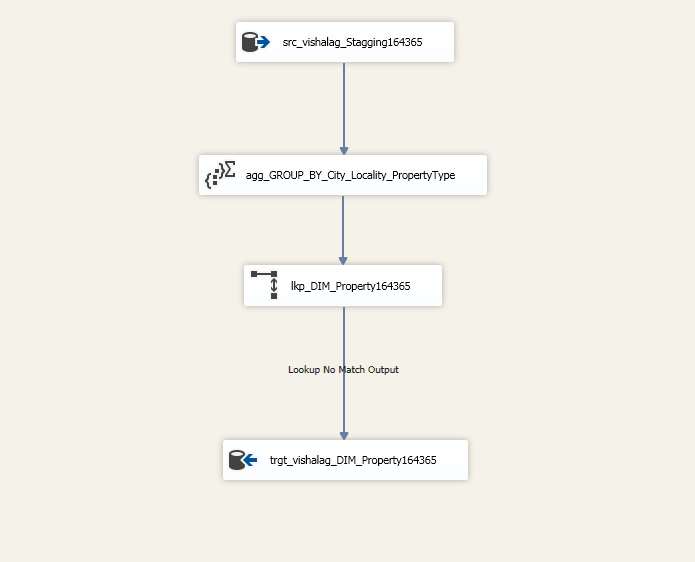 src_vishalag_Stagging164365
agg_GROUP_BY_City_Locality_PropertyType
lkp_DIM_Property164365
Lookup No Match Output
trgt_vishalag_DIM_Property164365